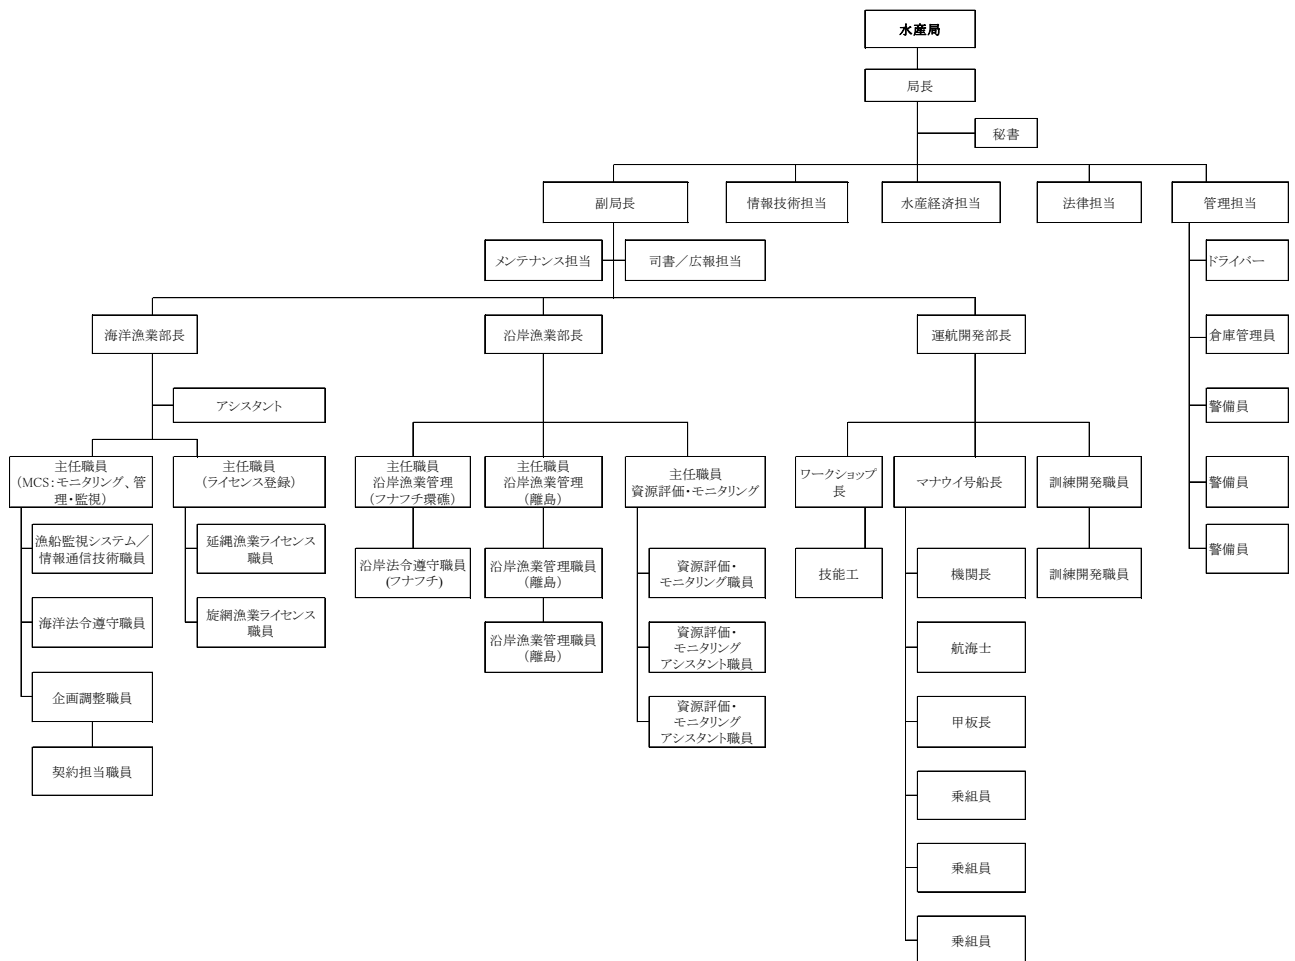 水産局
局長
秘書
副局長
情報技術担当
水産経済担当
法律担当
管理担当
メンテナンス担当
司書／広報担当
ドライバー
海洋漁業部長
沿岸漁業部長
運航開発部長
倉庫管理員
アシスタント
警備員
主任職員
（MCS：モニタリング、管
理・監視）
主任職員
（ライセンス登録）
主任職員
沿岸漁業管理
（フナフチ環礁）
主任職員
沿岸漁業管理
（離島）
主任職員
資源評価・モニタリング
ワークショップ
長
マナウイ号船長
訓練開発職員
警備員
漁船監視システム／
情報通信技術職員
延縄漁業ライセンス
職員
沿岸法令遵守職員
(フナフチ)
沿岸漁業管理職員
（離島）
資源評価・
モニタリング職員
技能工
機関長
訓練開発職員
警備員
海洋法令遵守職員
旋網漁業ライセンス
職員
沿岸漁業管理職員
（離島）
資源評価・
モニタリング
アシスタント職員
航海士
企画調整職員
資源評価・
モニタリング
アシスタント職員
甲板長
契約担当職員
乗組員
乗組員
乗組員